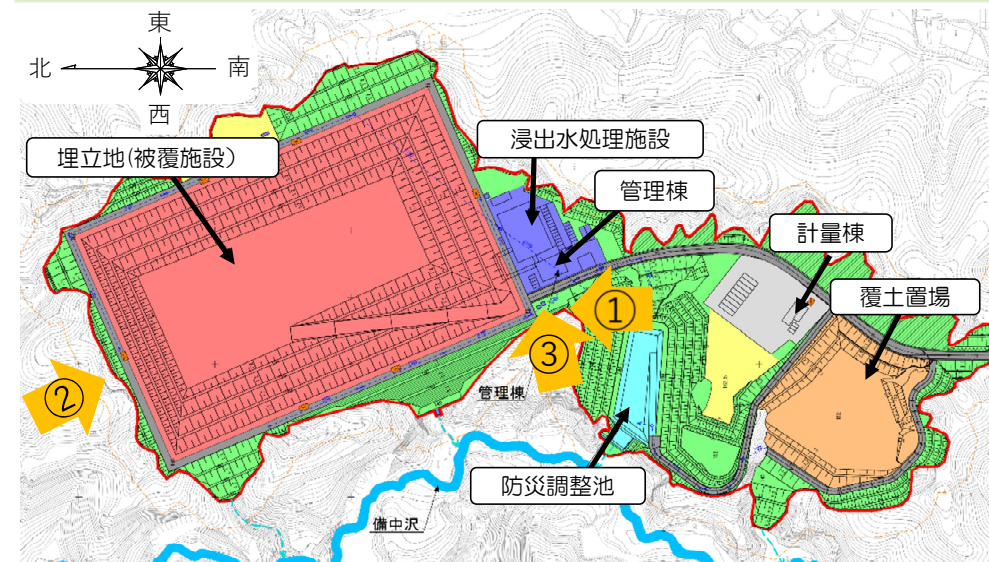 東
北
南
西
埋立地(被覆施設)
浸出水処理施設
管理棟
計量棟
覆土置場
①
②
③
管理棟
防災調整池
備中沢